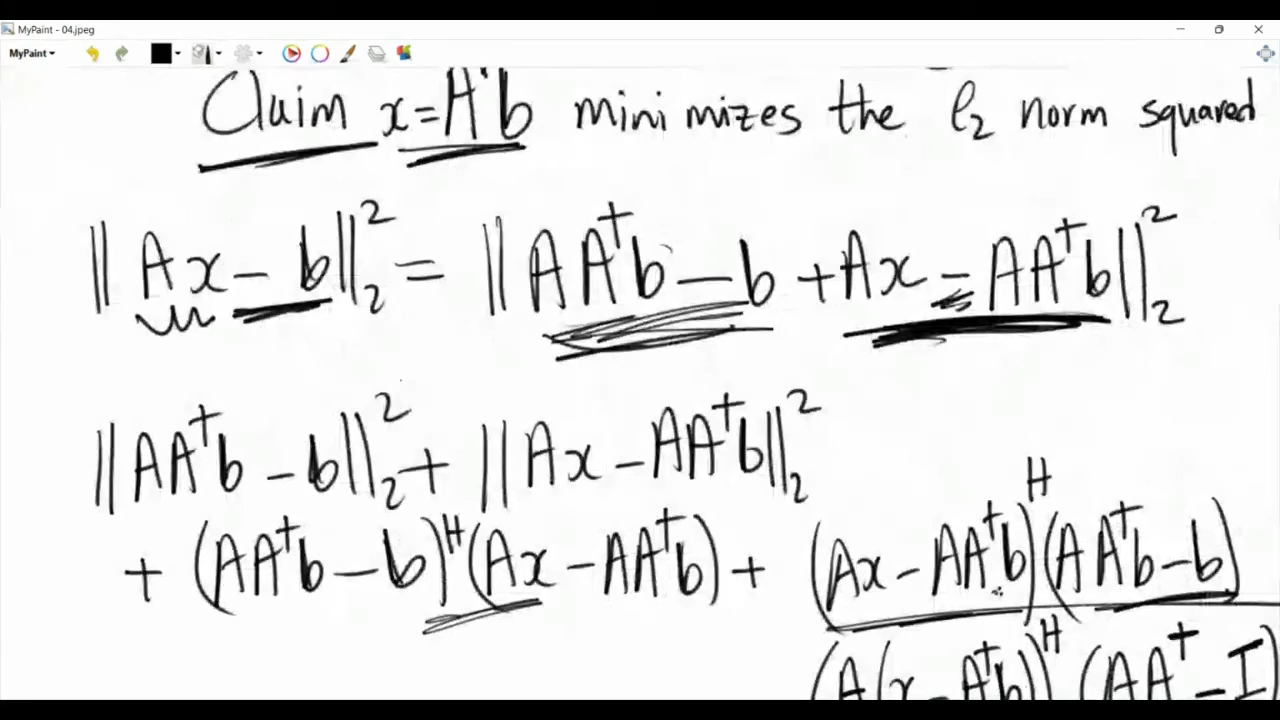 MyPaint - 04.jpeg
MyPaint
Claim x=A†b minimizes the ℓ₂ norm squared
‖Ax – b‖₂² = ‖AA†b – b + Ax – AA†b‖₂²
‖AA†b – b‖₂² + ‖Ax – AA†b‖₂²
+ (AA†b – b)ᴴ(Ax – AA†b) + (Ax – AA†b)ᴴ(AA†b – b)
(A(x – A†b))ᴴ (AA† – I)